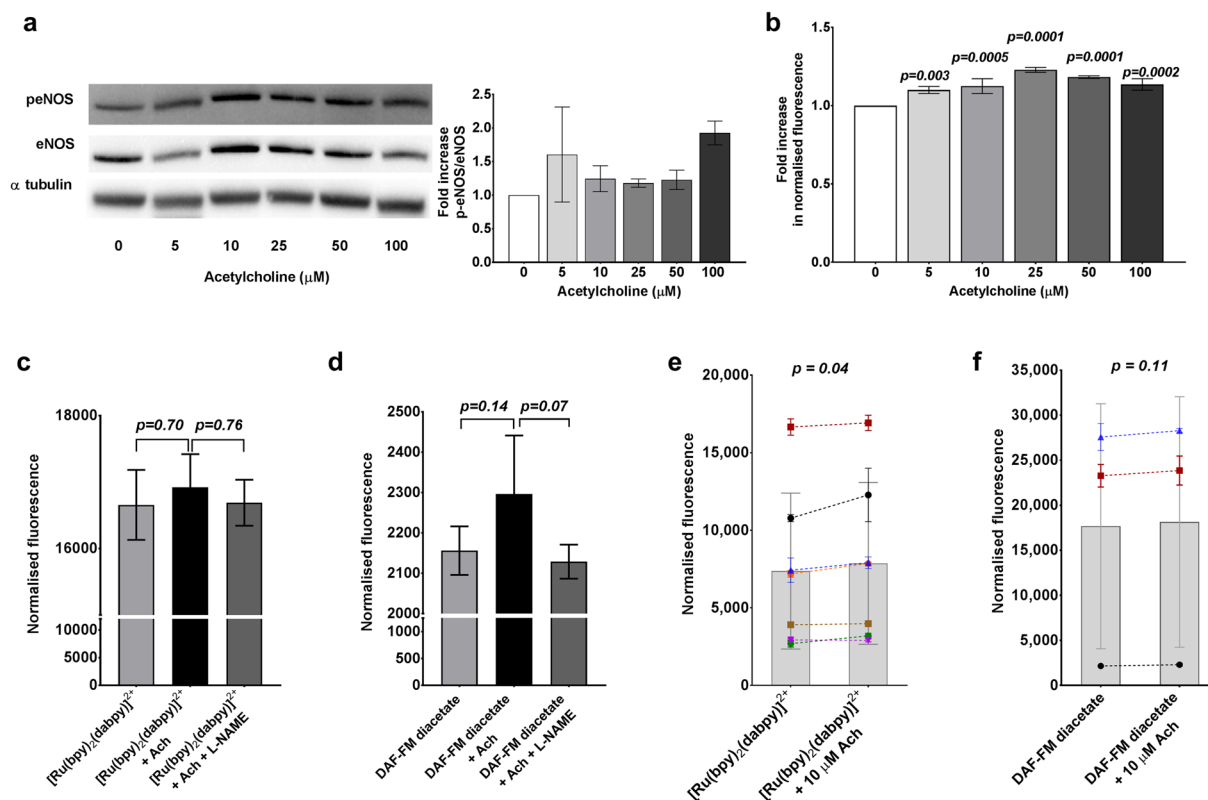 a
peNOS
eNOS
α tubulin
0 5 10 25 50 100
Acetylcholine (μM)
Fold increase
p-eNOS/eNOS
2.5
2.0
1.5
1.0
0.5
0.0
0 5 10 25 50 100
Acetylcholine (μM)
b
Fold increase
in normalised fluorescence
1.5
1.0
0.5
0.0
p=0.003
p=0.0005
p=0.0001
p=0.0001
p=0.0002
0 5 10 25 50 100
Acetylcholine (μM)
c
Normalised fluorescence
18000
16000
10000
5000
0
p=0.70 p=0.76
[Ru(bpy)₂(dabpy)]²⁺
[Ru(bpy)₂(dabpy)]²⁺
+ Ach
[Ru(bpy)₂(dabpy)]²⁺
+ Ach + L-NAME
d
Normalised fluorescence
2500
2400
2300
2200
2100
2000
1000
500
0
p=0.14 p=0.07
DAF-FM diacetate
DAF-FM diacetate
+ Ach
DAF-FM diacetate
+ Ach + L-NAME
e
Normalised fluorescence
20,000
15,000
10,000
5,000
0
p = 0.04
[Ru(bpy)₂(dabpy)]²⁺
[Ru(bpy)₂(dabpy)]²⁺
+ 10 μM Ach
f
Normalised fluorescence
35,000
30,000
25,000
20,000
15,000
10,000
5,000
0
p = 0.11
DAF-FM diacetate
DAF-FM diacetate
+ 10 μM Ach